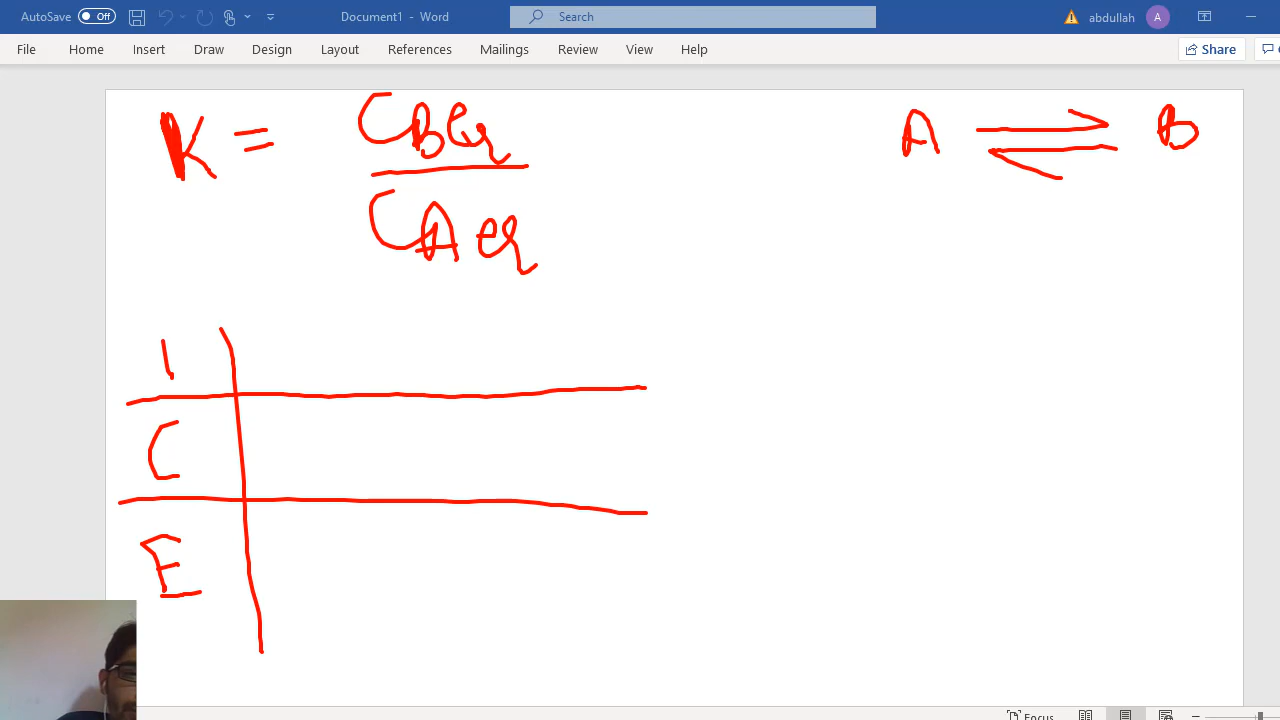 AutoSave Off Document1 - Word Search abdullah A
File Home Insert Draw Design Layout References Mailings Review View Help Share
K = CBeq / CAeq
A ⇌ B
I
C
E
Focus